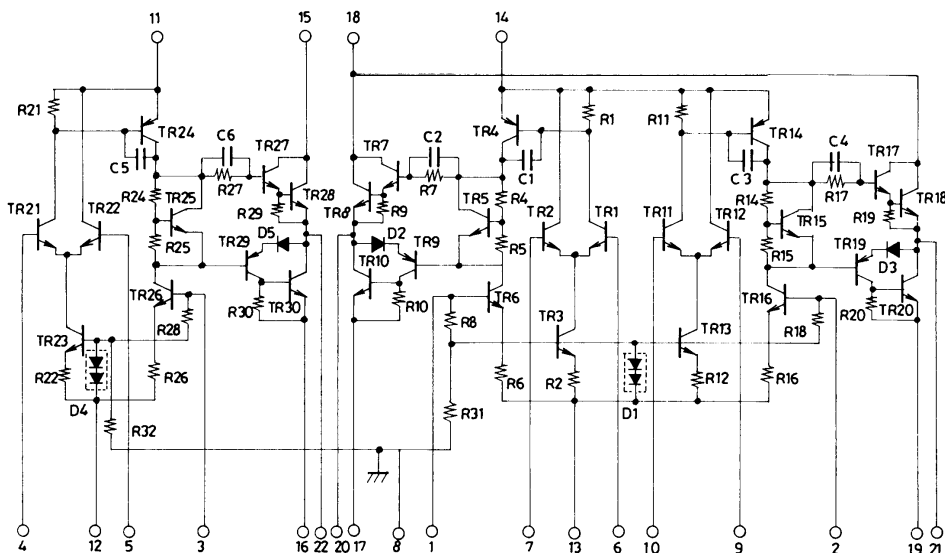 11 15 18 14
R21 TR24 C6 TR27 TR7 C2 TR4 R1 R11 TR14 C4 TR17
C5 R27 R7 C1 C3 R17
R24 TR25 TR28 R4 R14 TR18
TR21 TR22 R29 TR8 R9 TR5 TR2 TR1 TR11 TR12 TR15 R19
R25 TR29 D5 D2 TR9 R5 R15 TR19 D3
TR10
TR26 R30 TR30 R10 TR6 TR16 R20 TR20
R28 R8 TR3 TR13 R18
TR23
R22 R26 R6 R2 R12 R16
D4 R32 R31 D1
4 12 5 3 16 22 20 17 8 1 7 13 6 10 9 2 19 21